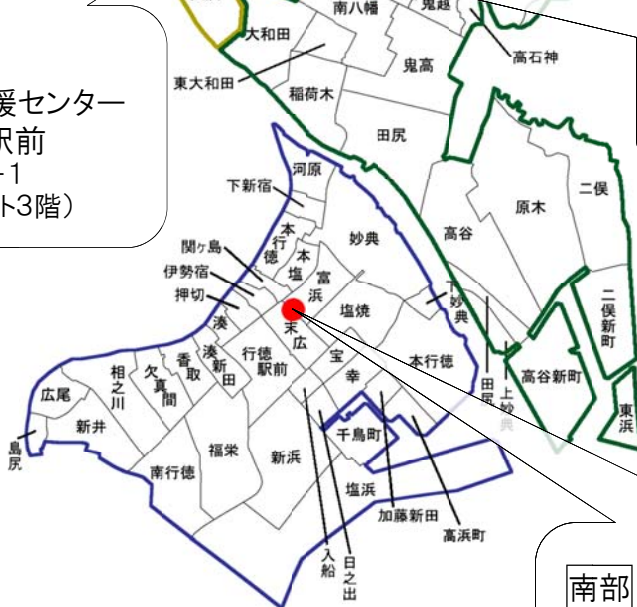 南八幡
鬼越
大和田
高石神
東大和田
鬼高
稲荷木
援センター
駅前
-1
ト3階）
田尻
河原
二俣
下新宿
原木
本行徳
妙典
高谷
関ヶ島
本塩
富浜
伊勢宿
下妙典
押切
塩焼
二俣新町
湊
末広
行徳駅前
宝
本行徳
湊新田
香取
欠真間
相之川
幸
田尻
上妙典
高谷新町
広尾
東浜
新井
千鳥町
福栄
島尻
新浜
南行徳
塩浜
加藤新田
高浜町
入船
日之出
南部